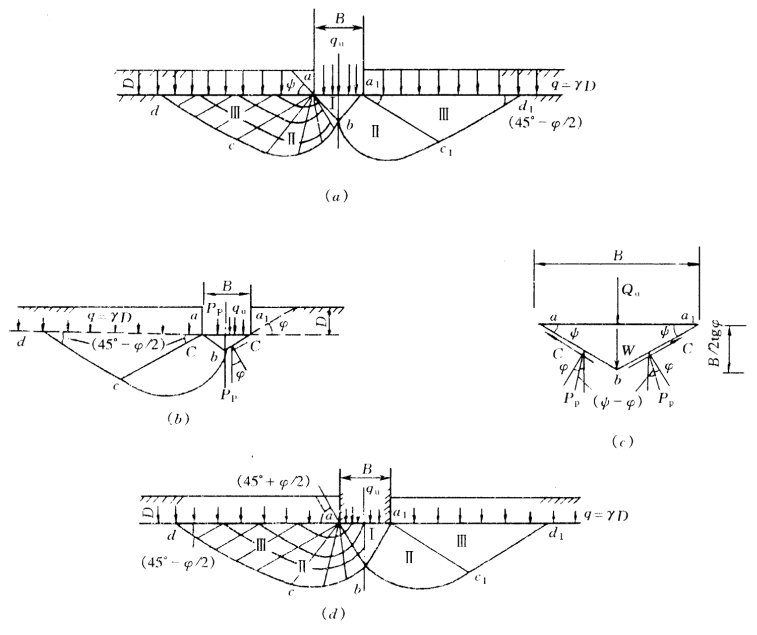 B
q_u
D
a
ψ
a₁
I
q=γD
d
Ⅲ
b
Ⅲ
d₁
Ⅱ
Ⅱ
(45°−φ/2)
c
c₁
(a)
B
q=γD
a
P_p
q_u
a₁
φ
D
d
(45°−φ/2)
C
b
C
φ
c
P_p
(b)
B
Q_u
a
a₁
ψ
ψ
C
W
C
B/2tgφ
φ
b
φ
P_p
(ψ−φ)
P_p
(c)
(45°+φ/2)
B
q_u
D
a
a₁
I
q=γD
d
Ⅲ
Ⅲ
d₁
(45°−φ/2)
Ⅱ
Ⅱ
c
b
c₁
(d)